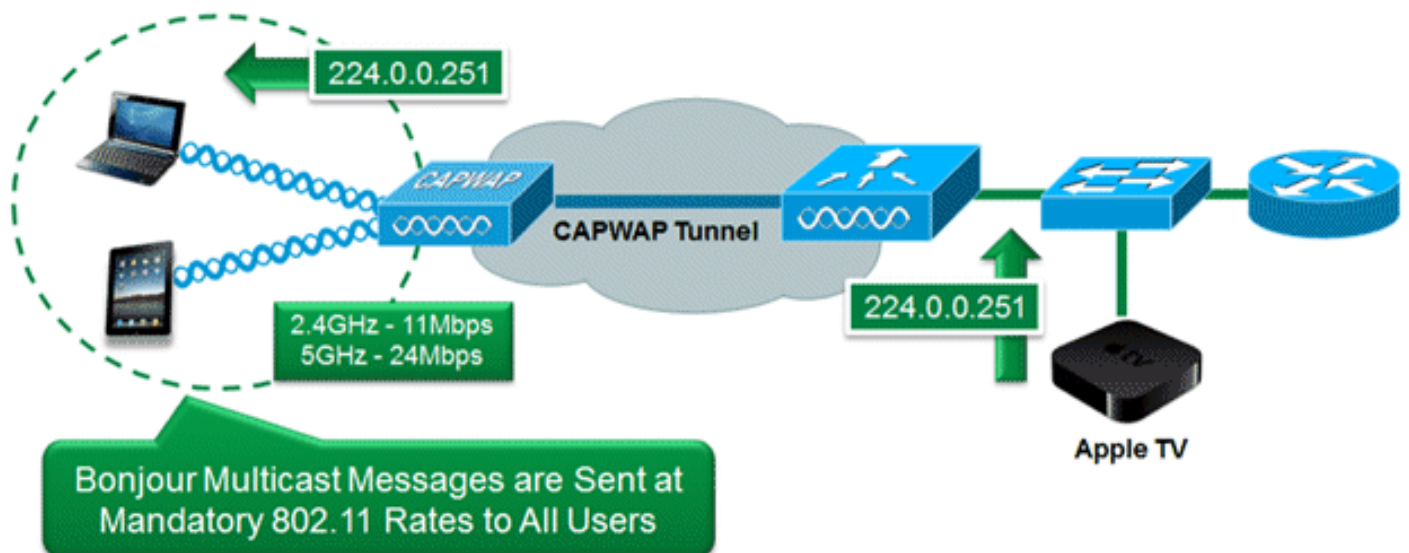 224.0.0.251
CAPWAP
CAPWAP Tunnel
224.0.0.251
2.4GHz - 11Mbps
5GHz - 24Mbps
tv
Apple TV
Bonjour Multicast Messages are Sent at
Mandatory 802.11 Rates to All Users